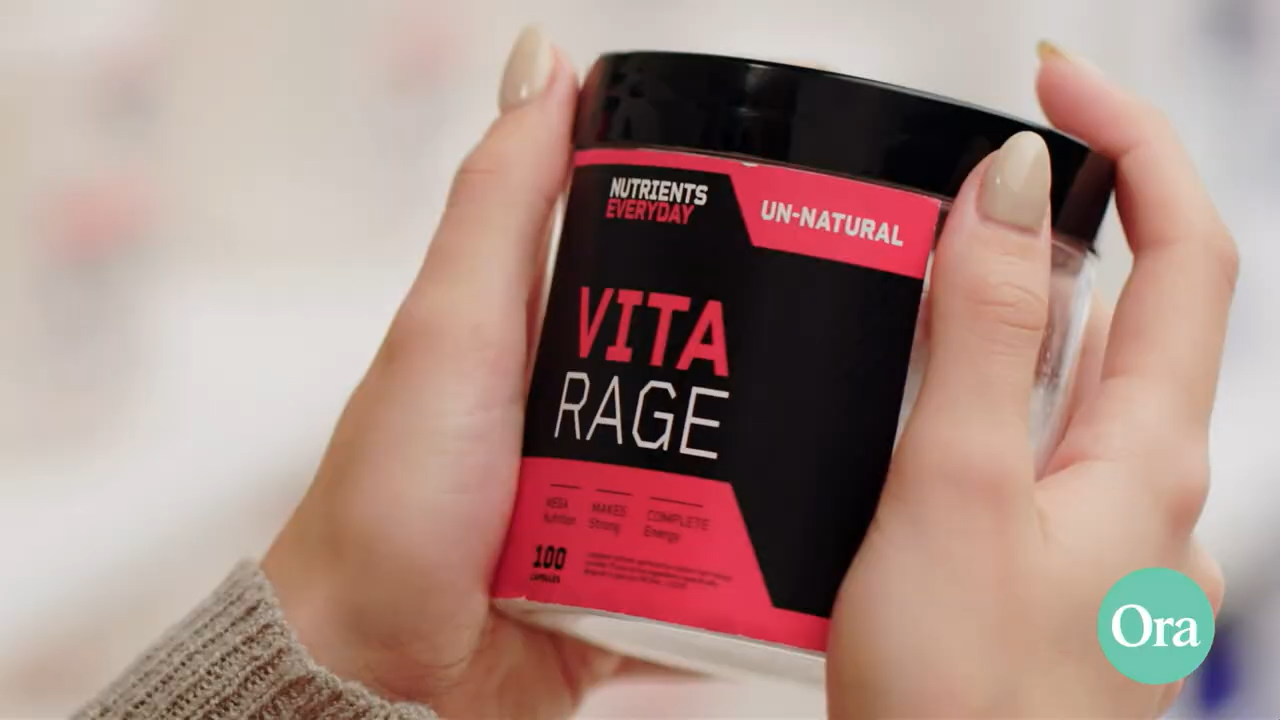 NUTRIENTS
EVERYDAY
UN-NATURAL
VITA
RAGE
MEGA
Nutrition
MAKES
Strong
COMPLETE
Energy
100
CAPSULES
Ora